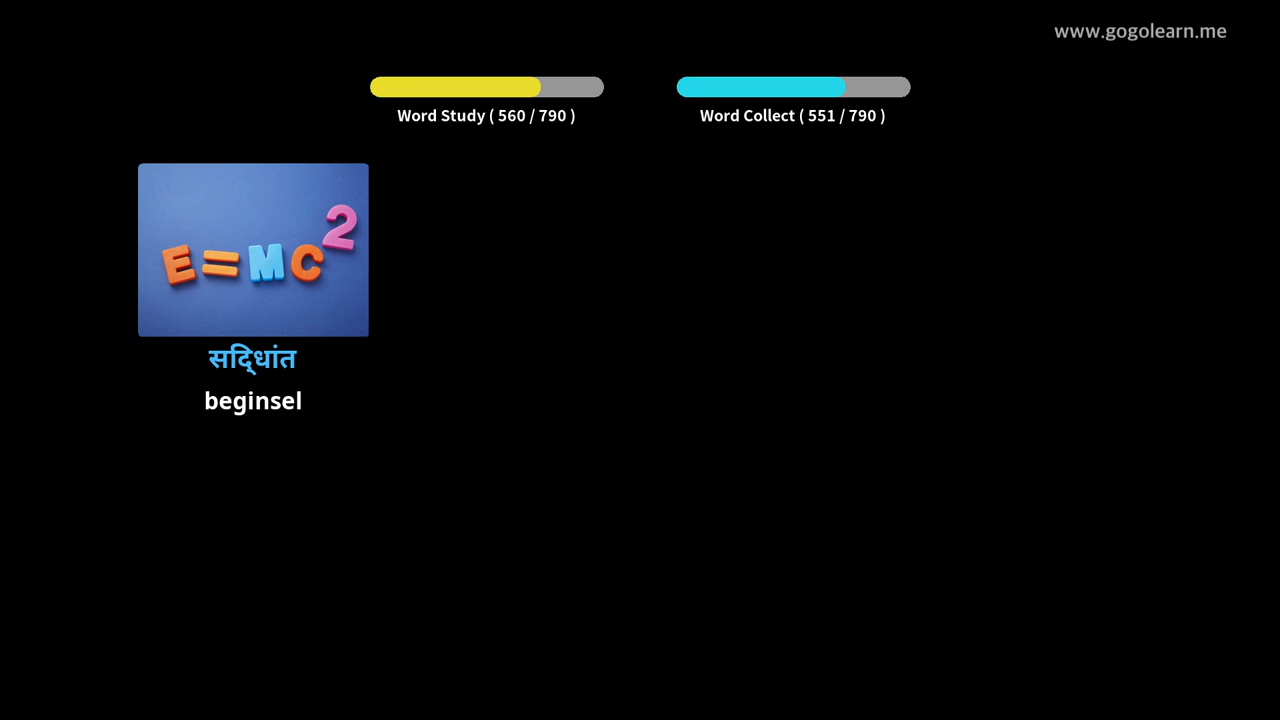 www.gogolearn.me
Word Study ( 560 / 790 )
Word Collect ( 551 / 790 )
E=MC2
सद्धिांत
beginsel